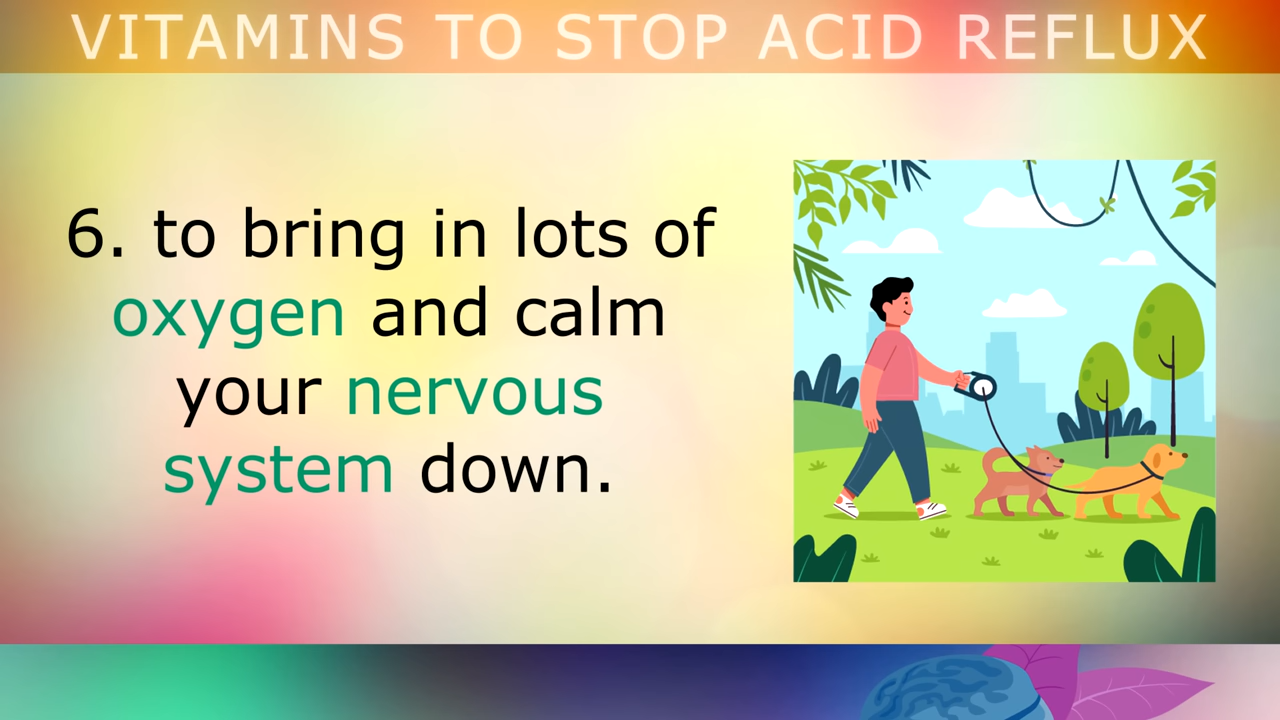 VITAMINS TO STOP ACID REFLUX
6. to bring in lots of
oxygen and calm
your nervous
system down.